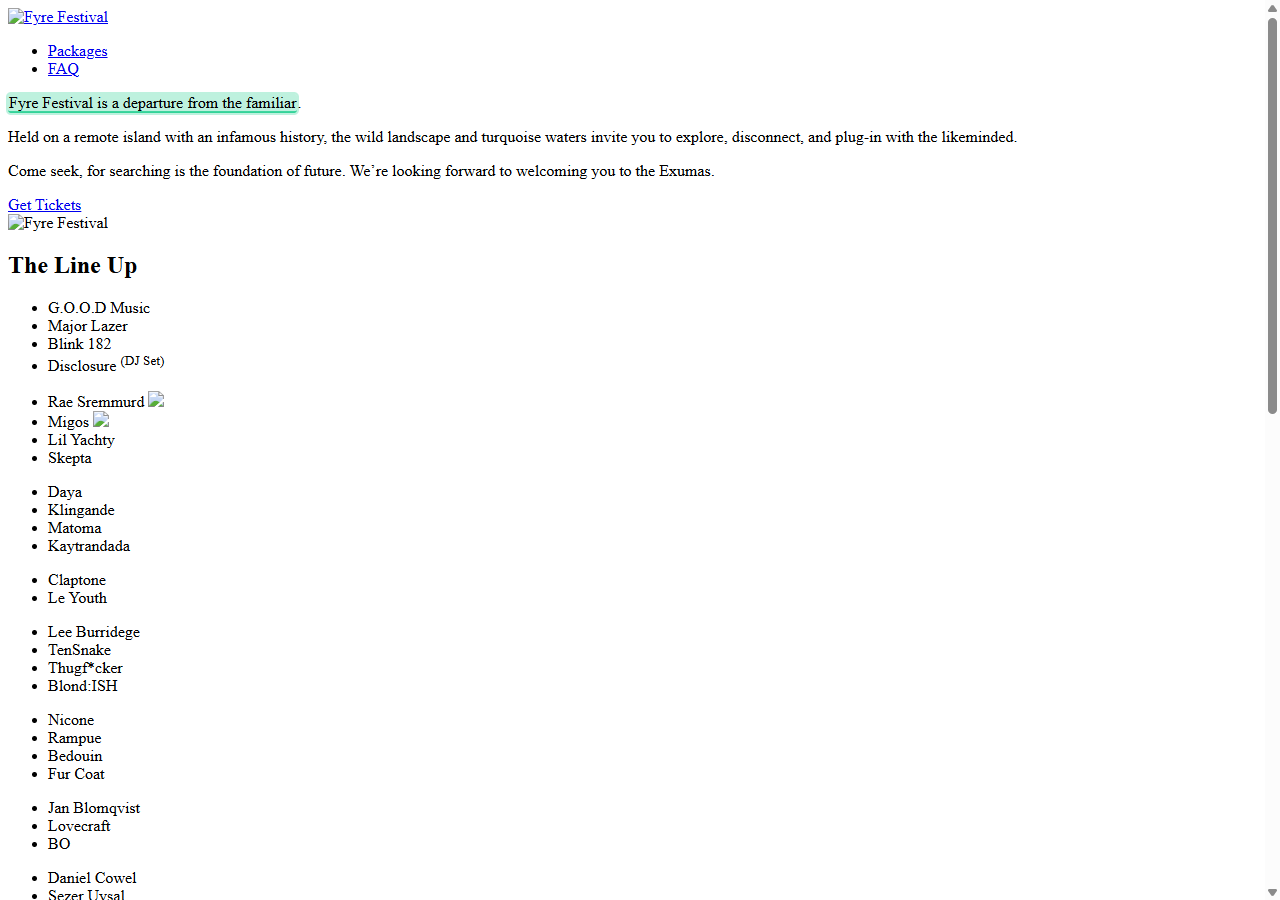 Fyre Festival
Packages
FAQ
Fyre Festival is a departure from the familiar.
Held on a remote island with an infamous history, the wild landscape and turquoise waters invite you to explore, disconnect, and plug-in with the likeminded.
Come seek, for searching is the foundation of future. We're looking forward to welcoming you to the Exumas.
Get Tickets
Fyre Festival
The Line Up
G.O.O.D Music
Major Lazer
Blink 182
Disclosure (DJ Set)
Rae Sremmurd
Migos
Lil Yachty
Skepta
Daya
Klingande
Matoma
Kaytrandada
Claptone
Le Youth
Lee Burridege
TenSnake
Thugf*cker
Blond:ISH
Nicone
Rampue
Bedouin
Fur Coat
Jan Blomqvist
Lovecraft
BO
Daniel Cowel
Sezer Uysal